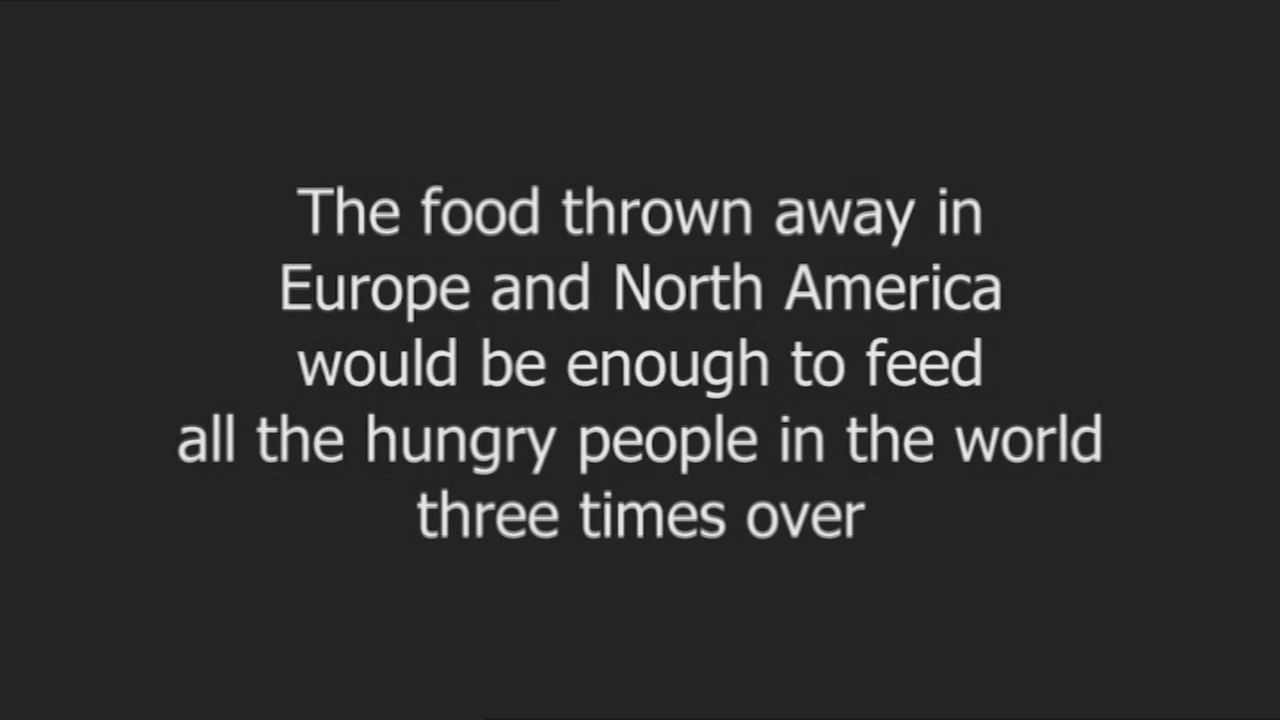 The food thrown away in
Europe and North America
would be enough to feed
all the hungry people in the world
three times over